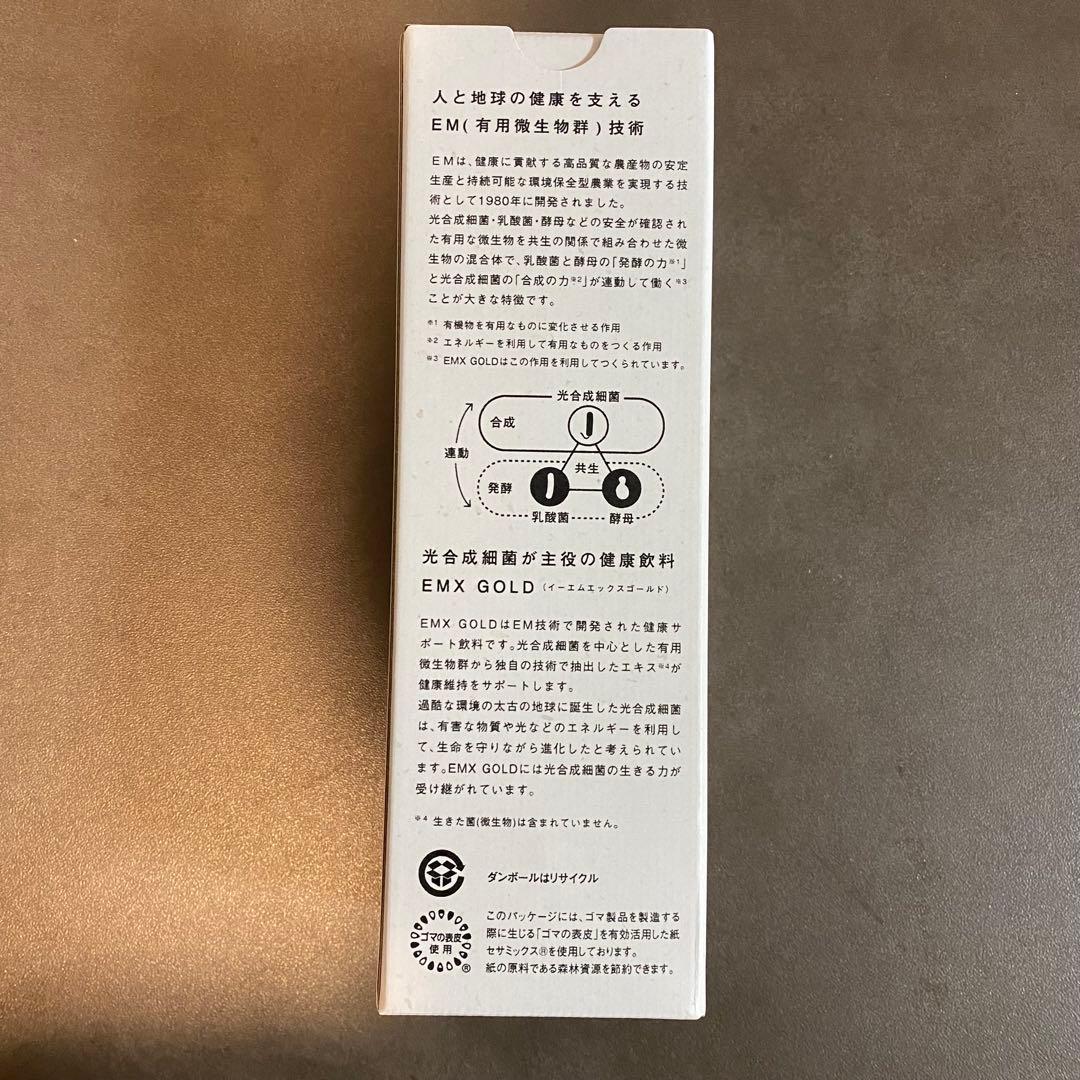 人と地球の健康を支える
EM(有用微生物群)技術
EMは、健康に貢献する高品質な農産物の安定
生産と持続可能な環境保全型農業を実現する技
術として1980年に開発されました。
光合成細菌・乳酸菌・酵母などの安全が確認され
た有用な微生物を共生の関係で組み合わせた微
生物の混合体で、乳酸菌と酵母の「発酵の力※1」
と光合成細菌の「合成の力※2」が連動して働く※3
ことが大きな特徴です。
※1 有機物を有用なものに変化させる作用
※2 エネルギーを利用して有用なものをつくる作用
※3 EMX GOLDはこの作用を利用してつくられています。
光合成細菌
合成
連動
共生
発酵
乳酸菌
酵母
光合成細菌が主役の健康飲料
EMX GOLD (イーエムエックスゴールド)
EMX GOLDはEM技術で開発された健康サ
ポート飲料です。光合成細菌を中心とした有用
微生物群から独自の技術で抽出したエキス※4が
健康維持をサポートします。
過酷な環境の太古の地球に誕生した光合成細菌
は、有害な物質や光などのエネルギーを利用し
て、生命を守りながら進化したと考えられてい
ます。EMX GOLDには光合成細菌の生きる力が
受け継がれています。
※4 生きた菌(微生物)は含まれていません。
ダンボールはリサイクル
ゴマの表皮
使用
®
このパッケージには、ゴマ製品を製造する
際に生じる「ゴマの表皮」を有効活用した紙
セサミックス®を使用しております。
紙の原料である森林資源を節約できます。